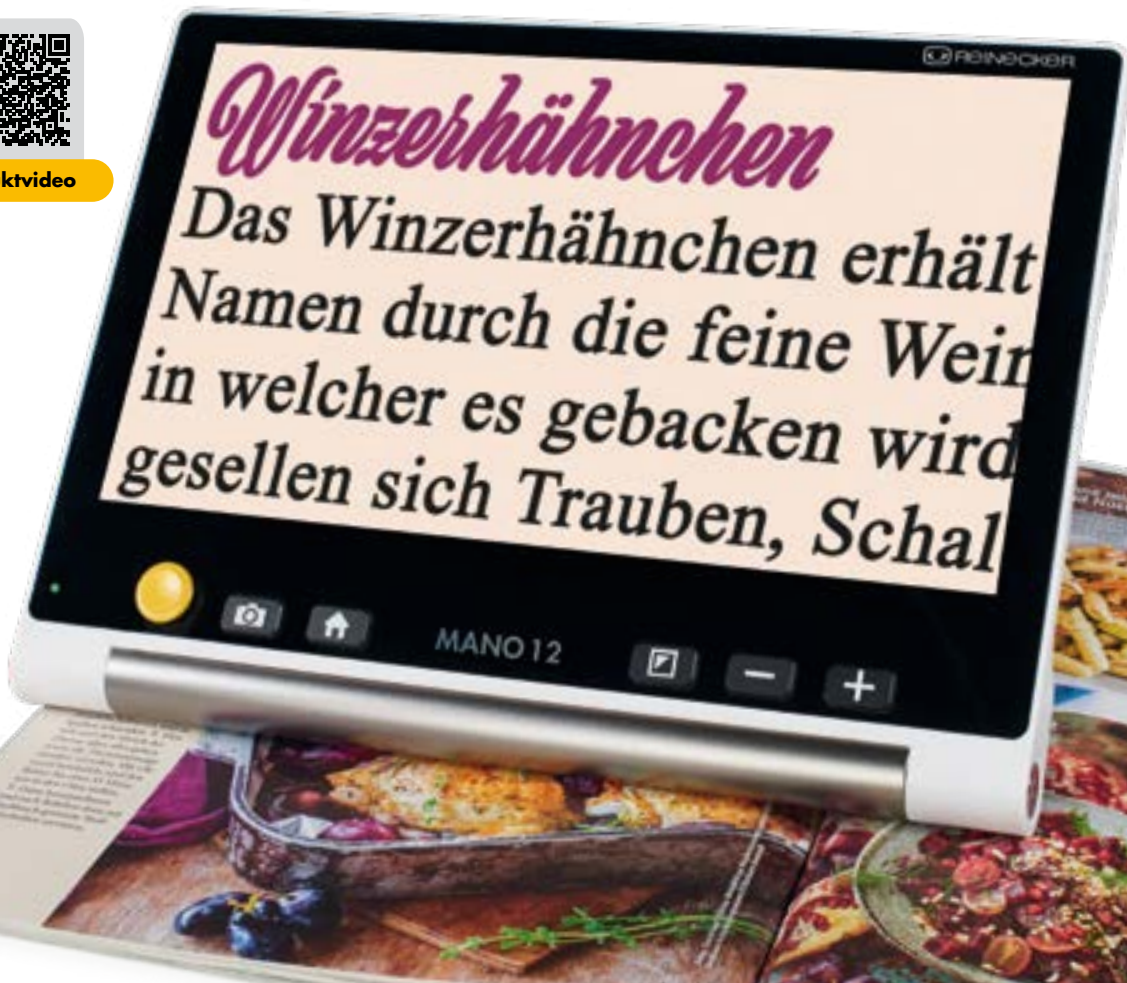 ktvideo
REINECKER
Winzerhähnchen
Das Winzerhähnchen erhält
Namen durch die feine Wein
in welcher es gebacken wird
gesellen sich Trauben, Schal
MANO 12